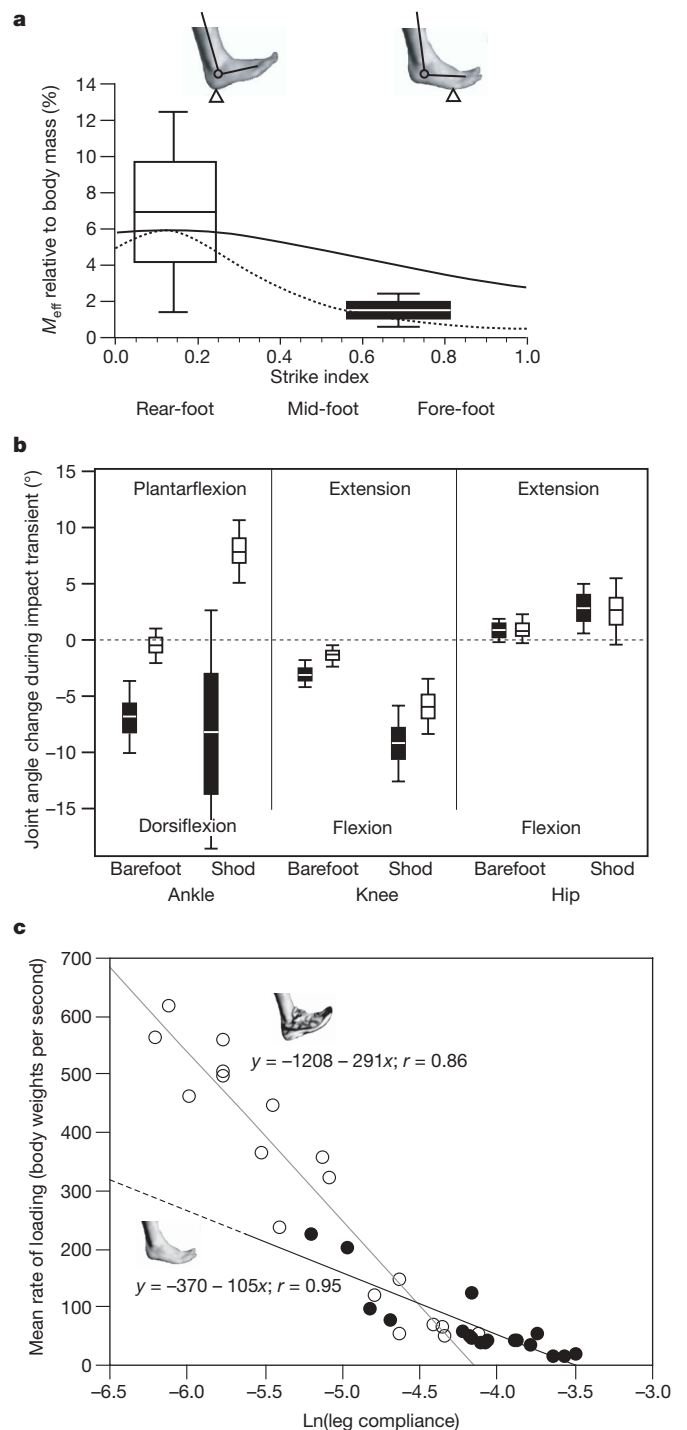 a
14
12
10
8
6
4
2
0
M_eff relative to body mass (%)
0.0 0.2 0.4 0.6 0.8 1.0
Strike index
Rear-foot Mid-foot Fore-foot
b
15
10
5
0
−5
−10
−15
Joint angle change during impact transient (°)
Plantarflexion Extension Extension
Dorsiflexion Flexion Flexion
Barefoot Shod Barefoot Shod Barefoot Shod
Ankle Knee Hip
c
700
600
500
400
300
200
100
0
Mean rate of loading (body weights per second)
y = −1208 − 291x; r = 0.86
y = −370 − 105x; r = 0.95
−6.5 −6.0 −5.5 −5.0 −4.5 −4.0 −3.5 −3.0
Ln(leg compliance)